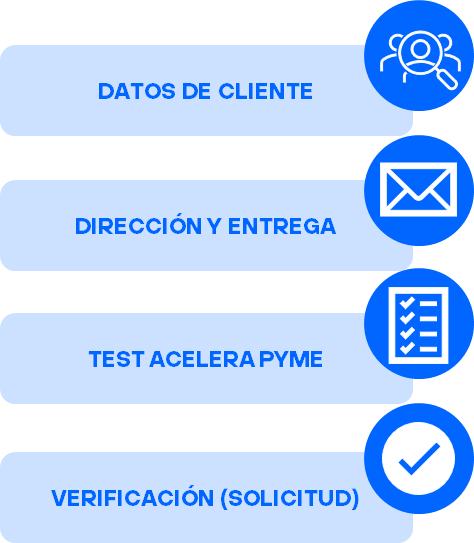 DATOS DE CLIENTE
DIRECCIÓN Y ENTREGA
TEST ACELERA PYME
VERIFICACIÓN (SOLICITUD)